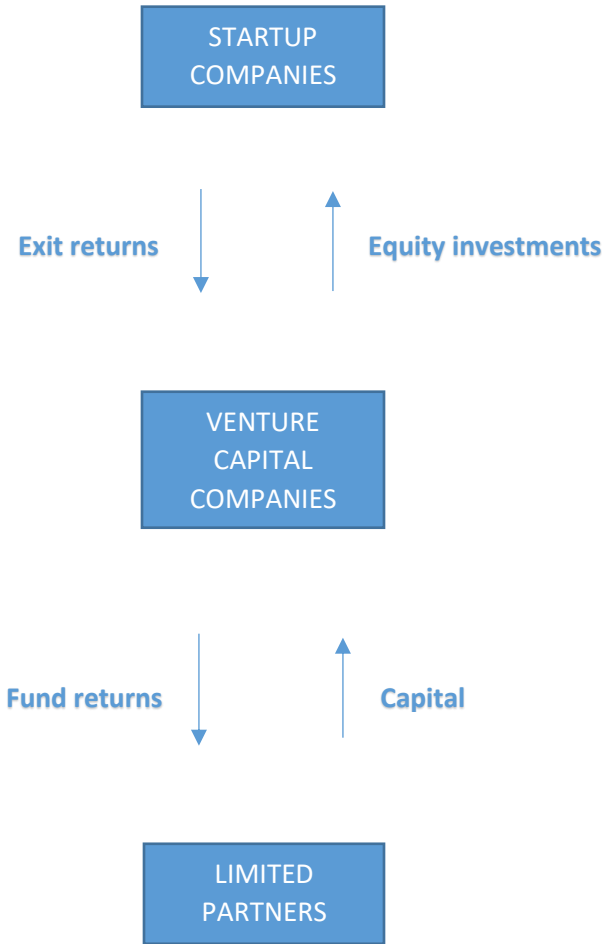 STARTUP
COMPANIES
Exit returns
Equity investments
VENTURE
CAPITAL
COMPANIES
Fund returns
Capital
LIMITED
PARTNERS